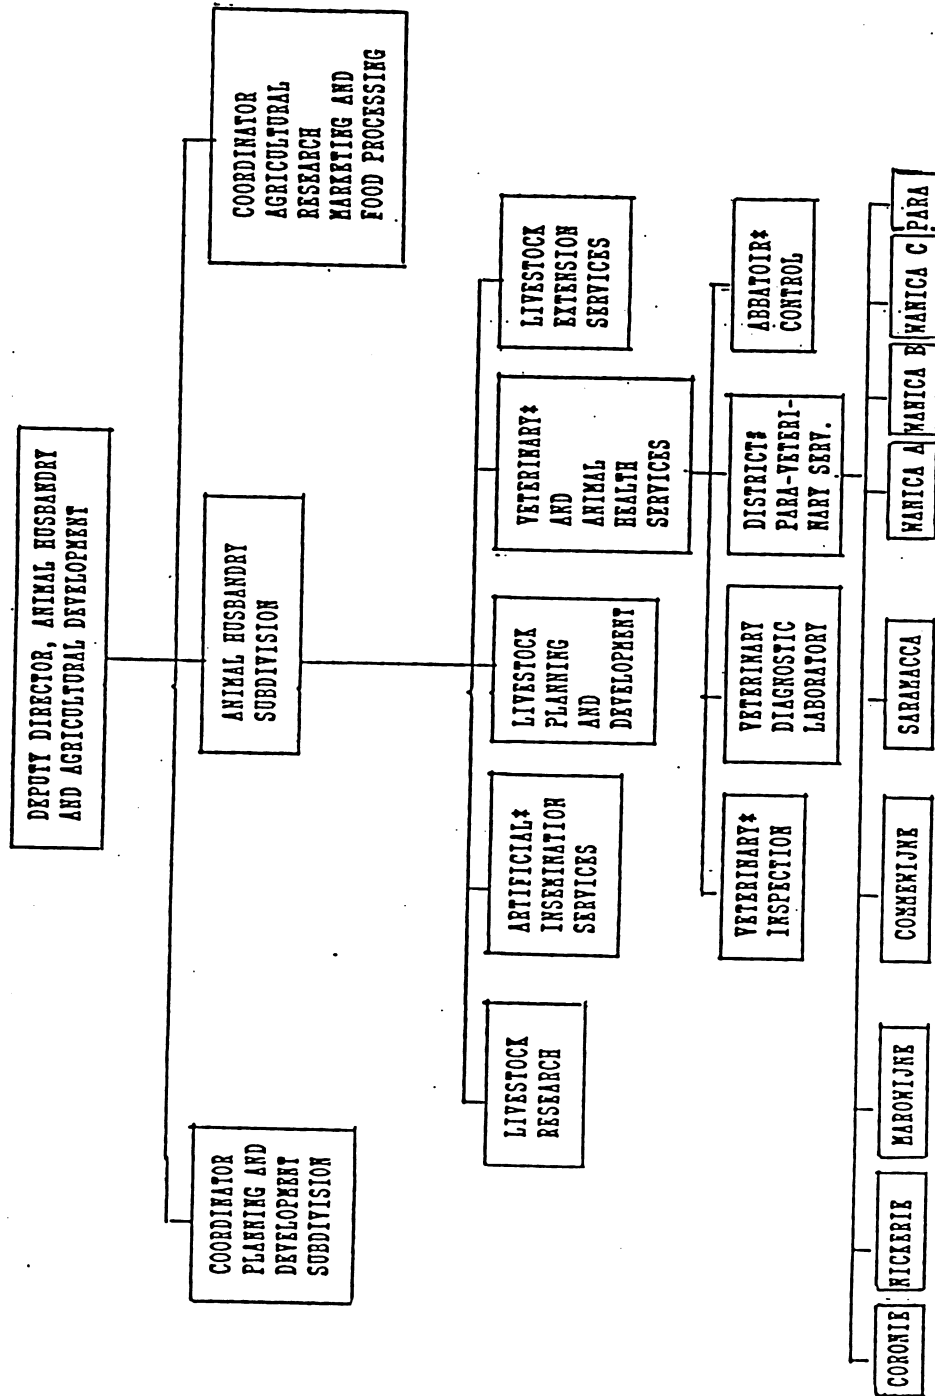 DEPUTY DIRECTOR, ANIMAL HUSBANDRY
AND AGRICULTURAL DEVELOPMENT
COORDINATOR
PLANNING AND
DEVELOPMENT
SUBDIVISION
ANIMAL HUSBANDRY
SUBDIVISION
COORDINATOR
AGRICULTURAL
RESEARCH
MARKETING AND
FOOD PROCESSING
LIVESTOCK
RESEARCH
ARTIFICIAL‡
INSEMINATION
SERVICES
LIVESTOCK
PLANNING
AND
DEVELOPMENT
VETERINARY‡
AND
ANIMAL
HEALTH
SERVICES
LIVESTOCK
EXTENSION
SERVICES
VETERINARY‡
INSPECTION
VETERINARY
DIAGNOSTIC
LABORATORY
DISTRICT‡
PARA-VETERI-
NARY SERV.
ABBATOIR‡
CONTROL
CORONIE
NICKERIE
MAROWIJNE
COMMEWIJNE
SARAMACCA
WANICA A
WANICA B
WANICA C
PARA